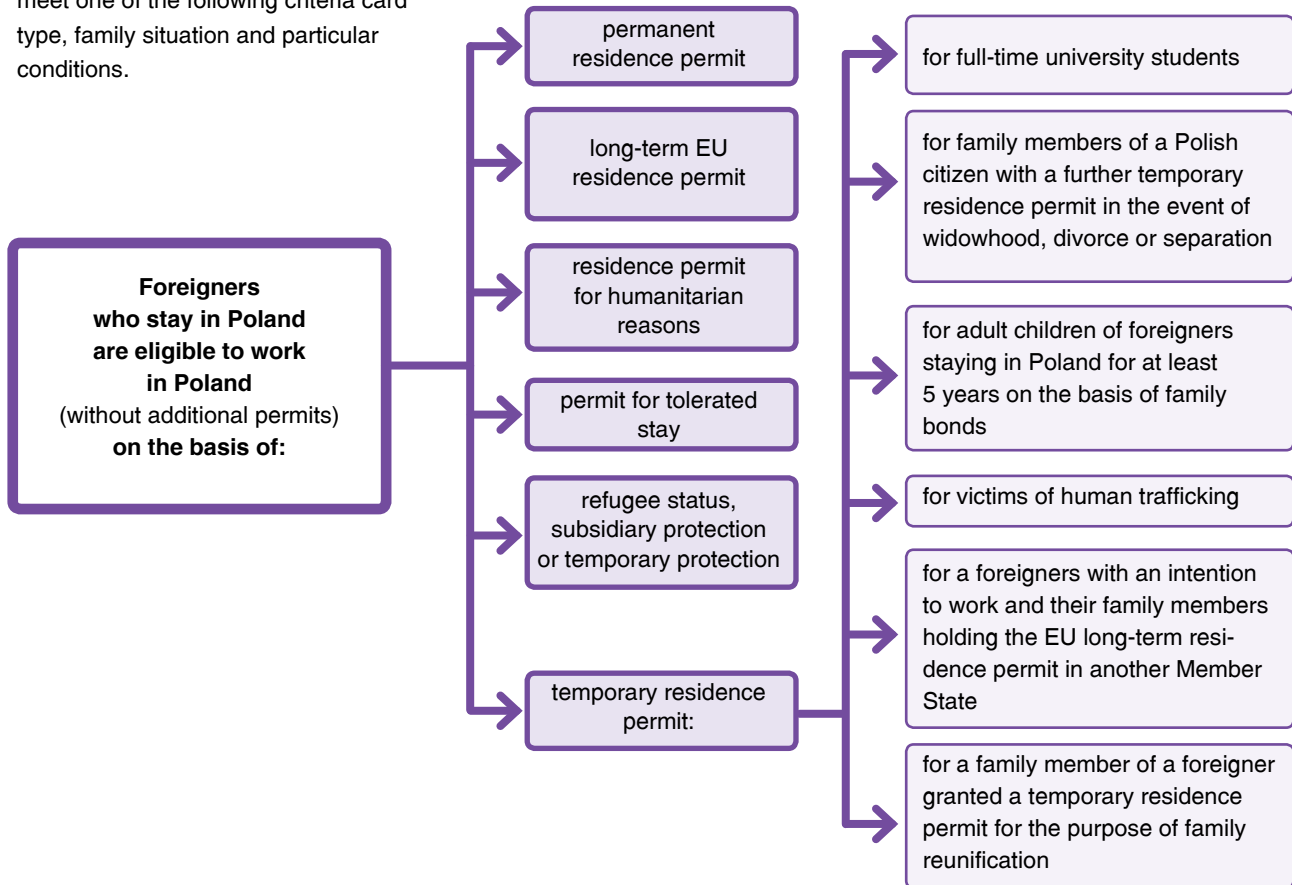 meet one of the following criteria card
type, family situation and particular
conditions.
Foreigners
who stay in Poland
are eligible to work
in Poland
(without additional permits)
on the basis of:
permanent
residence permit
long-term EU
residence permit
residence permit
for humanitarian
reasons
permit for tolerated
stay
refugee status,
subsidiary protection
or temporary protection
temporary residence
permit:
for full-time university students
for family members of a Polish
citizen with a further temporary
residence permit in the event of
widowhood, divorce or separation
for adult children of foreigners
staying in Poland for at least
5 years on the basis of family
bonds
for victims of human trafficking
for a foreigners with an intention
to work and their family members
holding the EU long-term resi-
dence permit in another Member
State
for a family member of a foreigner
granted a temporary residence
permit for the purpose of family
reunification